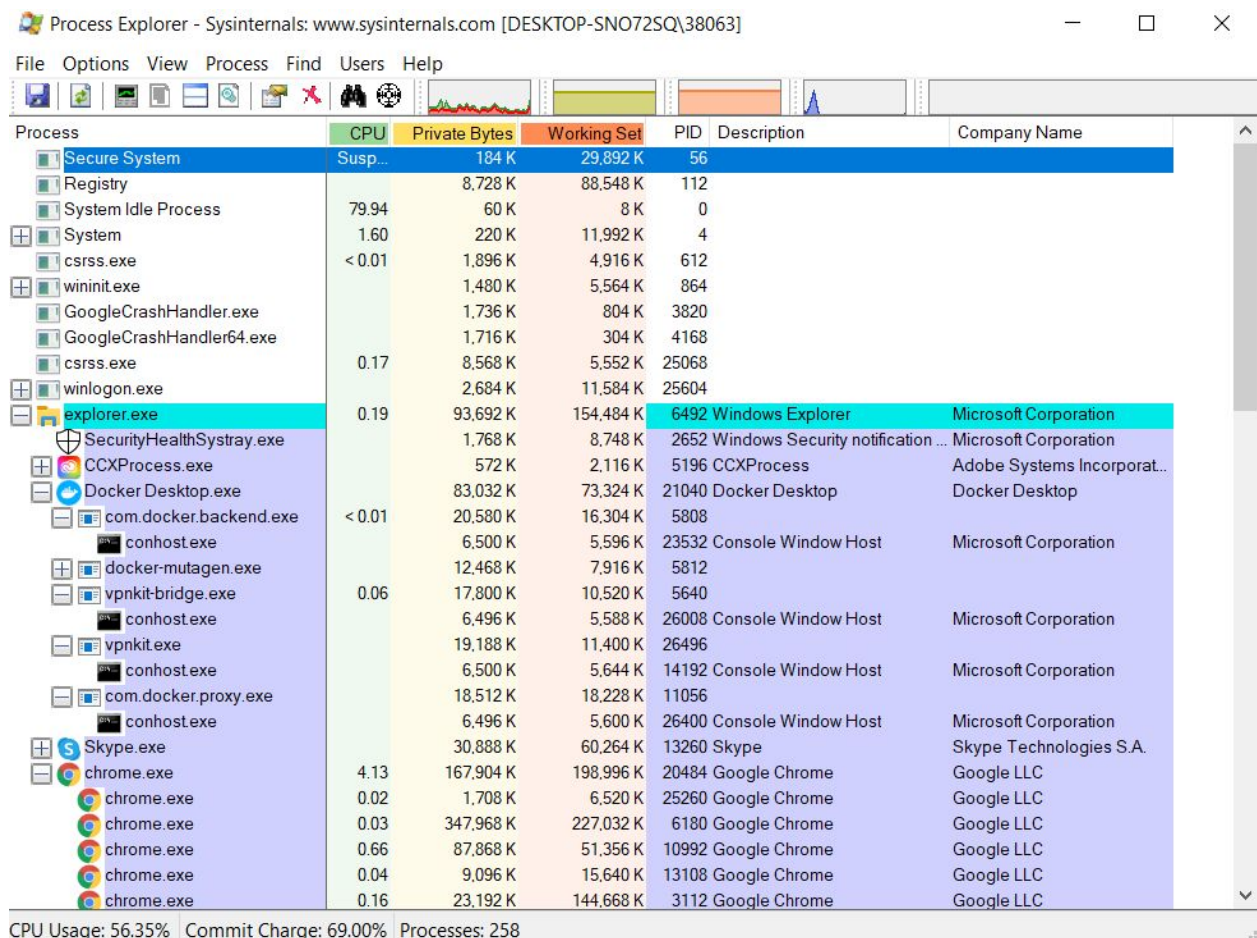 Process Explorer - Sysinternals: www.sysinternals.com [DESKTOP-SNO72SQ\38063]
File Options View Process Find Users Help
Process CPU Private Bytes Working Set PID Description Company Name
Secure System Susp... 184 K 29,892 K 56
Registry 8,728 K 88,548 K 112
System Idle Process 79.94 60 K 8 K 0
System 1.60 220 K 11,992 K 4
csrss.exe < 0.01 1,896 K 4,916 K 612
wininit.exe 1,480 K 5,564 K 864
GoogleCrashHandler.exe 1,736 K 804 K 3820
GoogleCrashHandler64.exe 1,716 K 304 K 4168
csrss.exe 0.17 8,568 K 5,552 K 25068
winlogon.exe 2,684 K 11,584 K 25604
explorer.exe 0.19 93,692 K 154,484 K 6492 Windows Explorer Microsoft Corporation
SecurityHealthSystray.exe 1,768 K 8,748 K 2652 Windows Security notification ... Microsoft Corporation
CCXProcess.exe 572 K 2,116 K 5196 CCXProcess Adobe Systems Incorporat...
Docker Desktop.exe 83,032 K 73,324 K 21040 Docker Desktop Docker Desktop
com.docker.backend.exe < 0.01 20,580 K 16,304 K 5808
conhost.exe 6,500 K 5,596 K 23532 Console Window Host Microsoft Corporation
docker-mutagen.exe 12,468 K 7,916 K 5812
vpnkit-bridge.exe 0.06 17,800 K 10,520 K 5640
conhost.exe 6,496 K 5,588 K 26008 Console Window Host Microsoft Corporation
vpnkit.exe 19,188 K 11,400 K 26496
conhost.exe 6,500 K 5,644 K 14192 Console Window Host Microsoft Corporation
com.docker.proxy.exe 18,512 K 18,228 K 11056
conhost.exe 6,496 K 5,600 K 26400 Console Window Host Microsoft Corporation
Skype.exe 30,888 K 60,264 K 13260 Skype Skype Technologies S.A.
chrome.exe 4.13 167,904 K 198,996 K 20484 Google Chrome Google LLC
chrome.exe 0.02 1,708 K 6,520 K 25260 Google Chrome Google LLC
chrome.exe 0.03 347,968 K 227,032 K 6180 Google Chrome Google LLC
chrome.exe 0.66 87,868 K 51,356 K 10992 Google Chrome Google LLC
chrome.exe 0.04 9,096 K 15,640 K 13108 Google Chrome Google LLC
chrome.exe 0.16 23,192 K 144,668 K 3112 Google Chrome Google LLC
CPU Usage: 56.35% Commit Charge: 69.00% Processes: 258